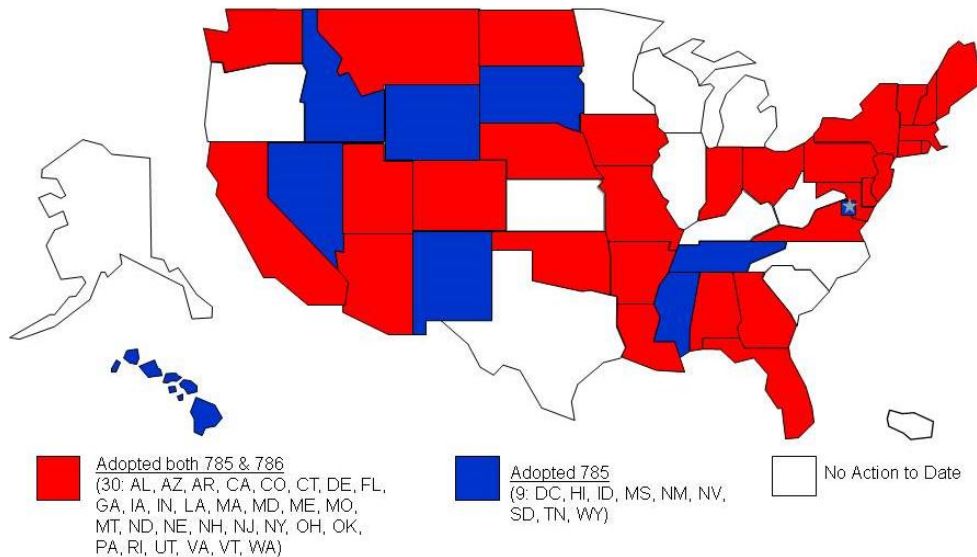 Adopted both 785 & 786
(30: AL, AZ, AR, CA, CO, CT, DE, FL,
GA, IA, IN, LA, MA, MD, ME, MO,
MT, ND, NE, NH, NJ, NY, OH, OK,
PA, RI, UT, VA, VT, WA)
Adopted 785
(9: DC, HI, ID, MS, NM, NV,
SD, TN, WY)
No Action to Date